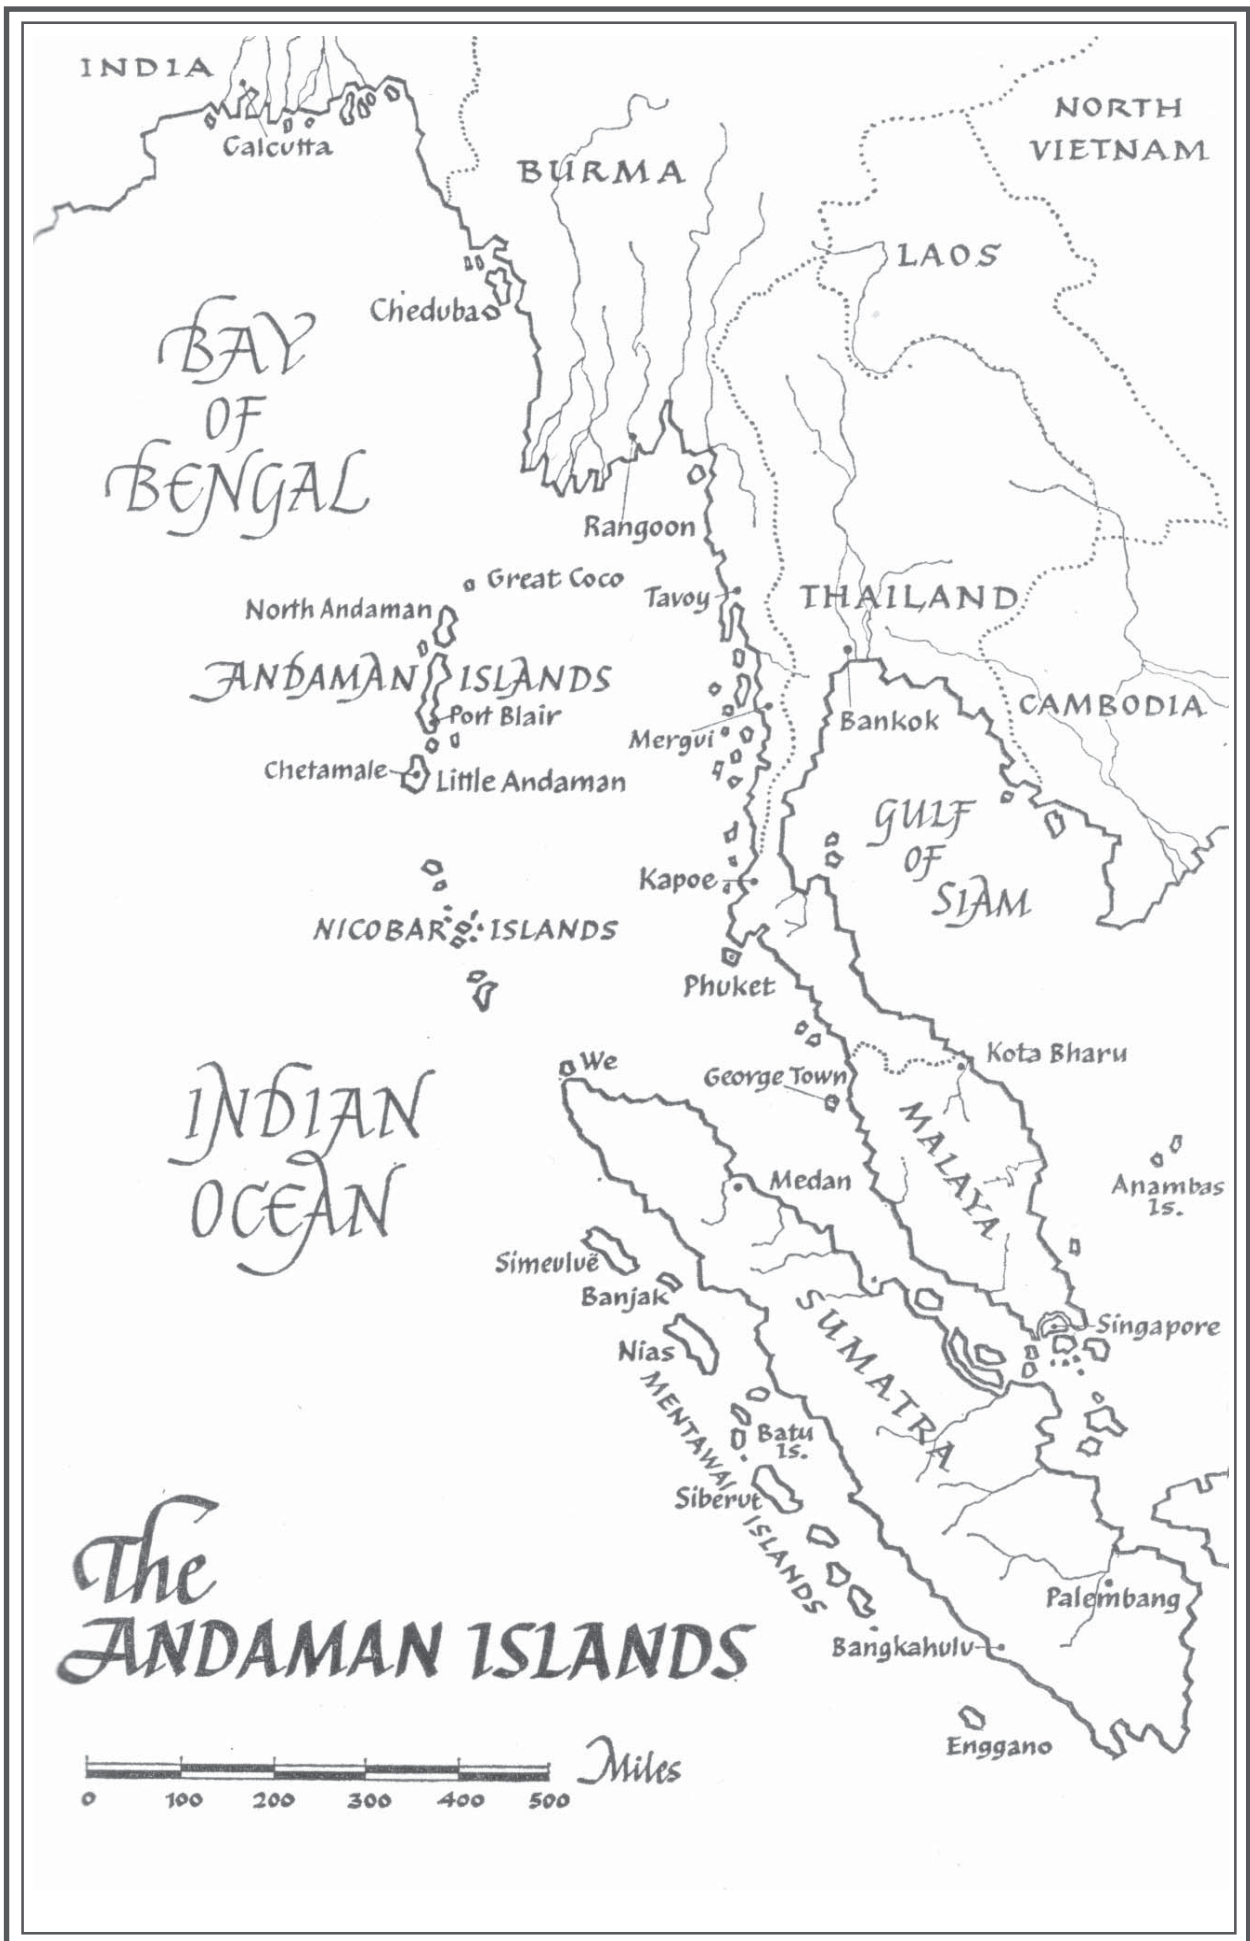 INDIA
Calcutta
BURMA
NORTH
VIETNAM
LAOS
Cheduba
BAY
OF
BENGAL
Rangoon
Great Coco
North Andaman
Tavoy
THAILAND
ANDAMAN ISLANDS
Port Blair
Mergui
Bankok
CAMBODIA
Chetamale
Little Andaman
GULF
OF
SIAM
Kapoe
NICOBAR ISLANDS
Phuket
We
Kota Bharu
George Town
INDIAN
OCEAN
MALAYA
Medan
Anambas
Is.
Simeuluë
Banjak
Nias
SUMATRA
Singapore
MENTAWAI ISLANDS
Batu
Is.
Siberut
The
ANDAMAN ISLANDS
Palembang
Bangkahulu
Enggano
Miles
0 100 200 300 400 500